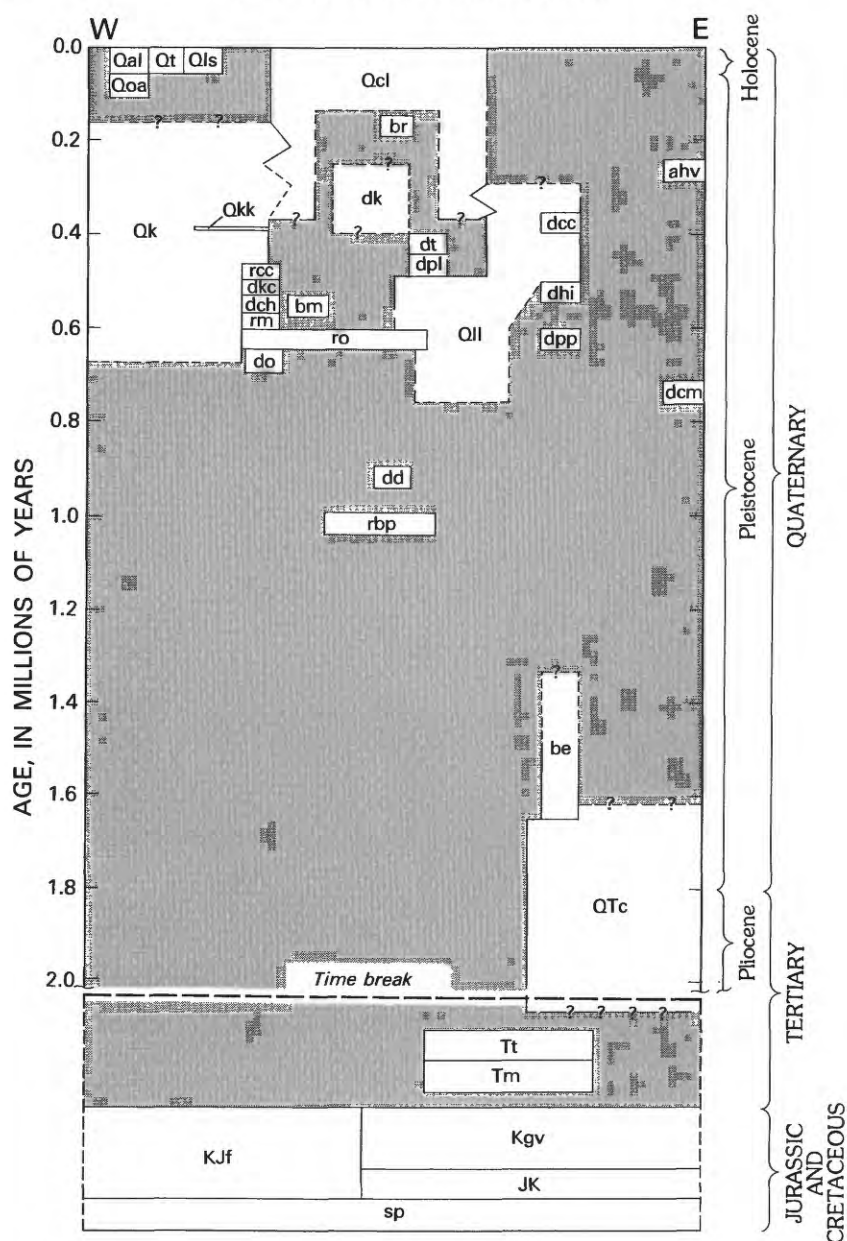 W E
0.0
Qal Qt Qls
Qoa
Qcl
Holocene
? ?
br
0.2
?
ahv
?
dk
Qkk
Qk
? ? ?
dcc
0.4
dt
dpl
rcc
dkc
dch
rm
bm
dhi
0.6
ro
Qll
dpp
do
dcm
0.8
dd
1.0
rbp
1.2
?
1.4
be
1.6
? ?
1.8
QTc
2.0
Time break
? ? ? ?
Tt
Tm
KJf
Kgv
JK
sp
AGE, IN MILLIONS OF YEARS
Pleistocene
Pliocene
QUATERNARY
TERTIARY
JURASSIC
AND
CRETACEOUS